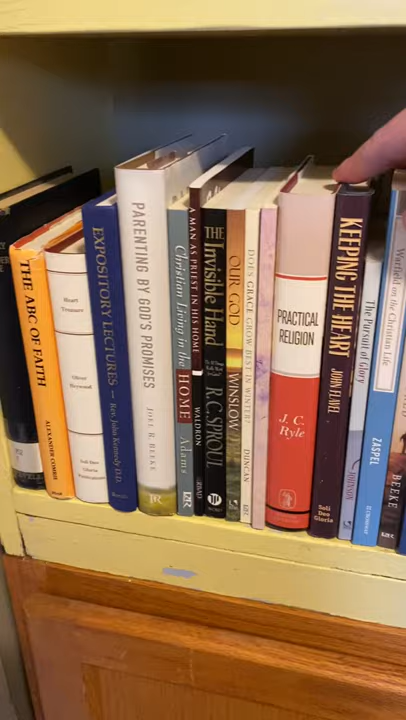 THE ABC OF FAITH
ALEXANDER COMRIE
Heart
Treasure
Oliver
Heywood
Soli Deo
Gloria
EXPOSITORY LECTURES
Rev. John Kennedy D.D.
PARENTING BY GOD'S PROMISES
JOEL R. BEEKE
Christian Living in the
HOME
Adams
A MAN AS PRIEST IN HIS HOME
WALDRON
THE
Invisible
Hand
R.C. SPROUL
OUR GOD
WINSLOW
DOES GRACE GROW BEST IN WINTER?
DUNCAN
PRACTICAL
RELIGION
J. C.
Ryle
KEEPING THE HEART
JOHN FLAVEL
Soli
Deo
Gloria
The Pursuit of Glory
Warfield on the Christian Life
ZASPEL
BEEKE